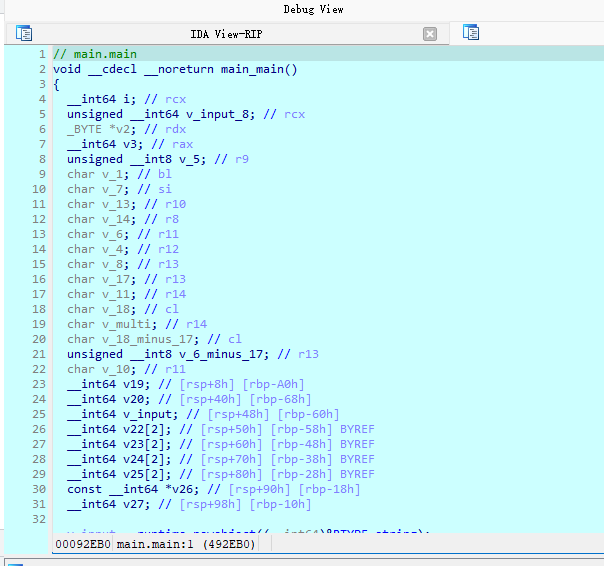 Debug View
IDA View-RIP
1 // main.main
2 void __cdecl __noreturn main_main()
3 {
4 __int64 i; // rcx
5 unsigned __int64 v_input_8; // rcx
6 _BYTE *v2; // rdx
7 __int64 v3; // rax
8 unsigned __int8 v_5; // r9
9 char v_1; // bl
10 char v_7; // si
11 char v_13; // r10
12 char v_14; // r8
13 char v_6; // r11
14 char v_4; // r12
15 char v_8; // r13
16 char v_17; // r13
17 char v_11; // r14
18 char v_18; // cl
19 char v_multi; // r14
20 char v_18_minus_17; // cl
21 unsigned __int8 v_6_minus_17; // r13
22 char v_10; // r11
23 __int64 v19; // [rsp+8h] [rbp-A0h]
24 __int64 v20; // [rsp+40h] [rbp-68h]
25 __int64 v_input; // [rsp+48h] [rbp-60h]
26 __int64 v22[2]; // [rsp+50h] [rbp-58h] BYREF
27 __int64 v23[2]; // [rsp+60h] [rbp-48h] BYREF
28 __int64 v24[2]; // [rsp+70h] [rbp-38h] BYREF
29 __int64 v25[2]; // [rsp+80h] [rbp-28h] BYREF
30 const __int64 *v26; // [rsp+90h] [rbp-18h]
31 __int64 v27; // [rsp+98h] [rbp-10h]
32
00092EB0 main.main:1 (492EB0)